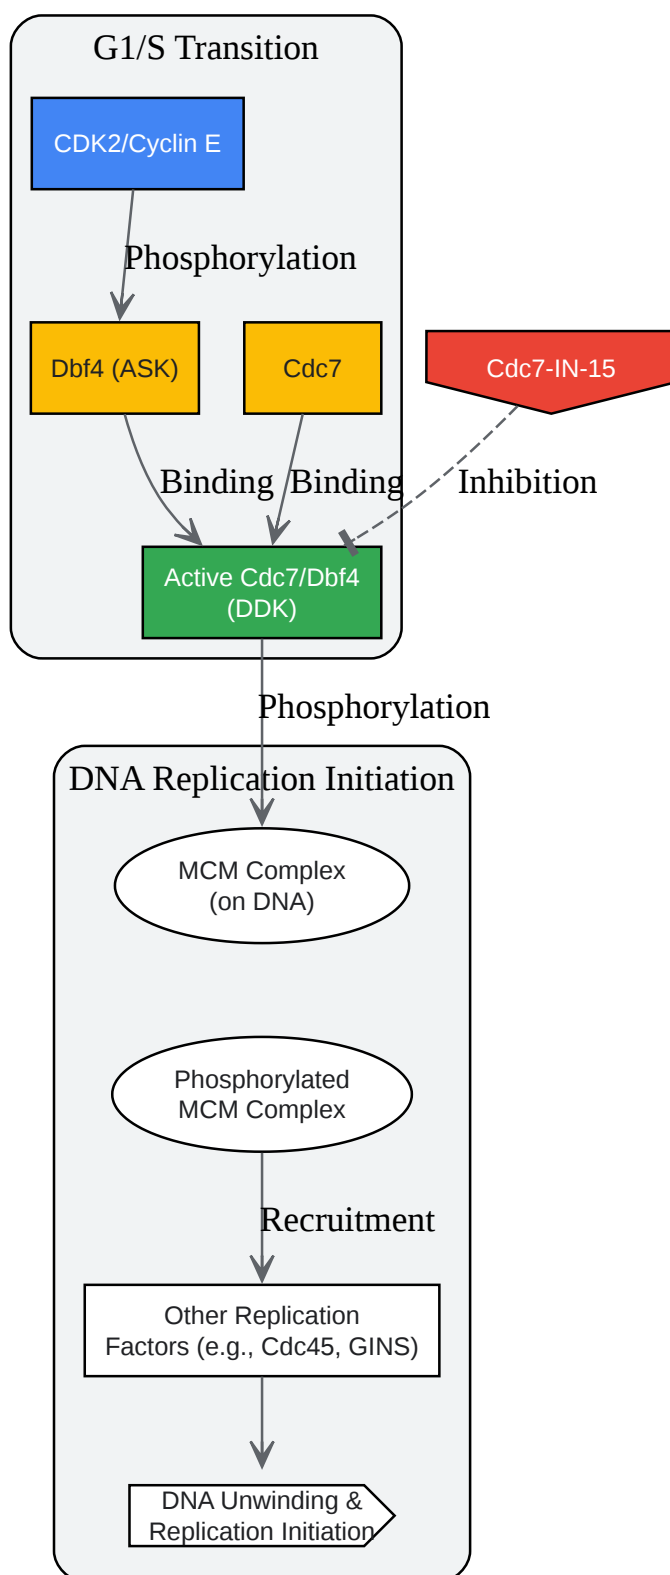 G1/S Transition
CDK2/Cyclin E
Phosphorylation
Dbf4 (ASK)
Cdc7
Cdc7-IN-15
Binding
Binding
Inhibition
Active Cdc7/Dbf4
(DDK)
Phosphorylation
DNA Replication Initiation
MCM Complex
(on DNA)
Phosphorylated
MCM Complex
Recruitment
Other Replication
Factors (e.g., Cdc45, GINS)
DNA Unwinding &
Replication Initiation